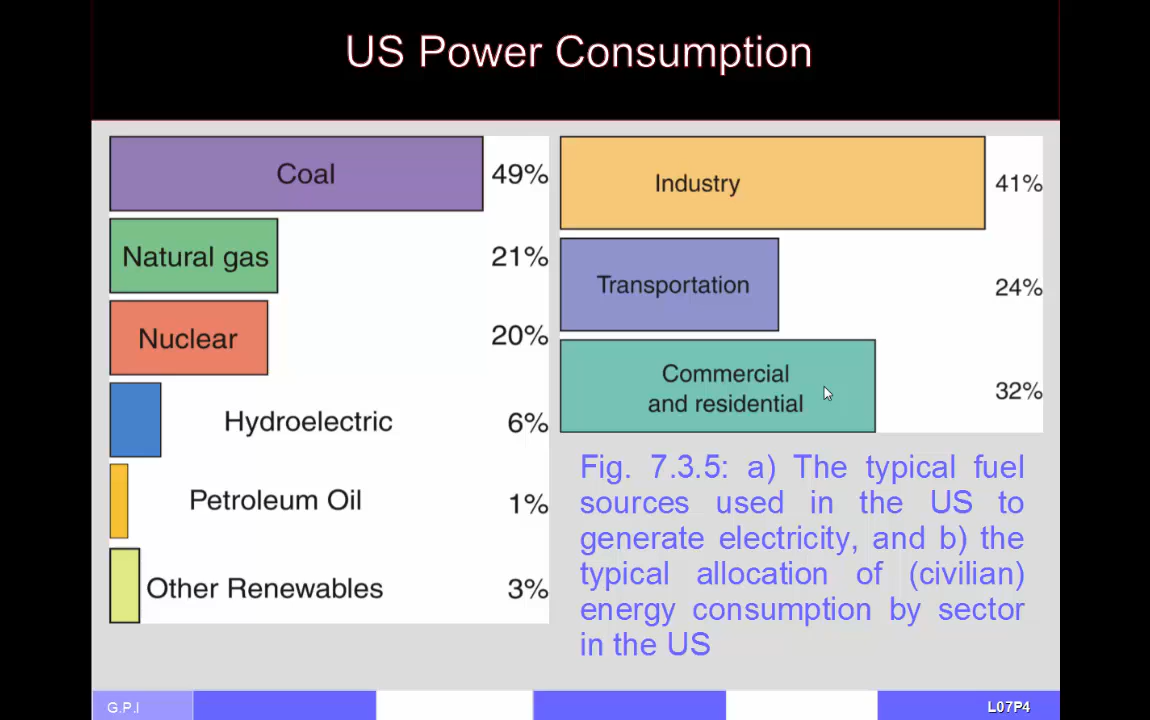 US Power Consumption
Coal 49%
Natural gas 21%
Nuclear 20%
Hydroelectric 6%
Petroleum Oil 1%
Other Renewables 3%
Industry 41%
Transportation 24%
Commercial
and residential 32%
Fig. 7.3.5: a) The typical fuel
sources used in the US to
generate electricity, and b) the
typical allocation of (civilian)
energy consumption by sector
in the US
G.P.I
L07P4